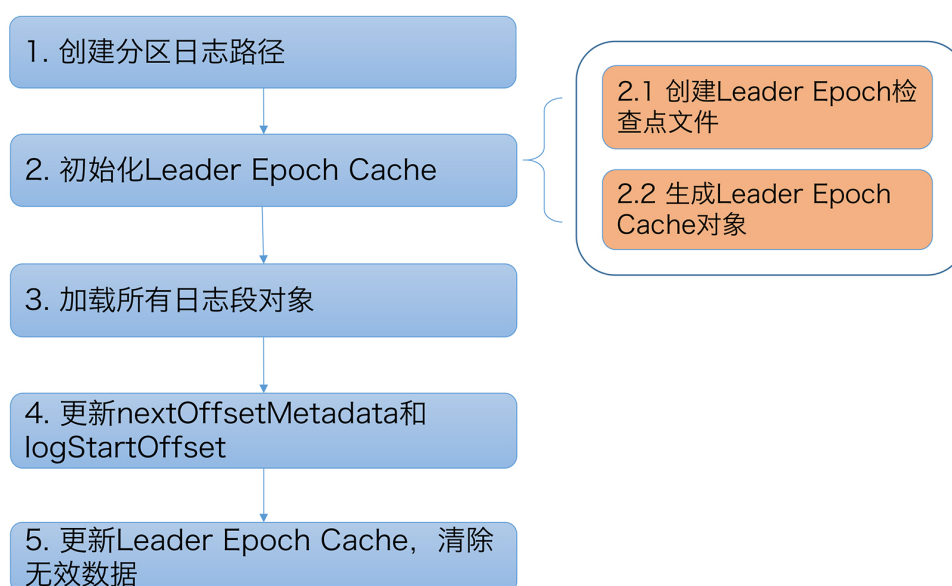 1. 创建分区日志路径
2. 初始化Leader Epoch Cache
2.1 创建Leader Epoch检
查点文件
2.2 生成Leader Epoch
Cache对象
3. 加载所有日志段对象
4. 更新nextOffsetMetadata和
logStartOffset
5. 更新Leader Epoch Cache，清除
无效数据